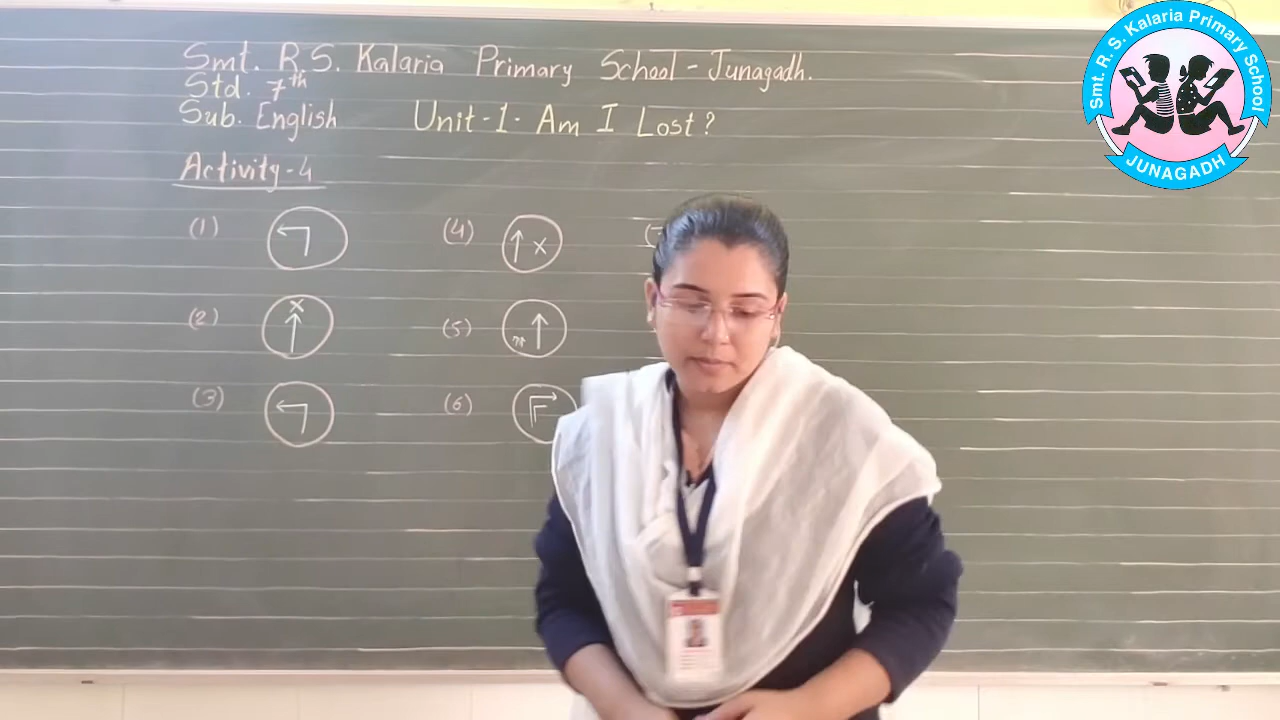 Smt. R.S. Kalaria Primary School - Junagadh.
Std. 7th
Sub. English Unit-1. Am I Lost?
Activity-4
(1) (4)
(2) x (5)
(3) (6)
Smt. R. S. Kalaria Primary School
JUNAGADH